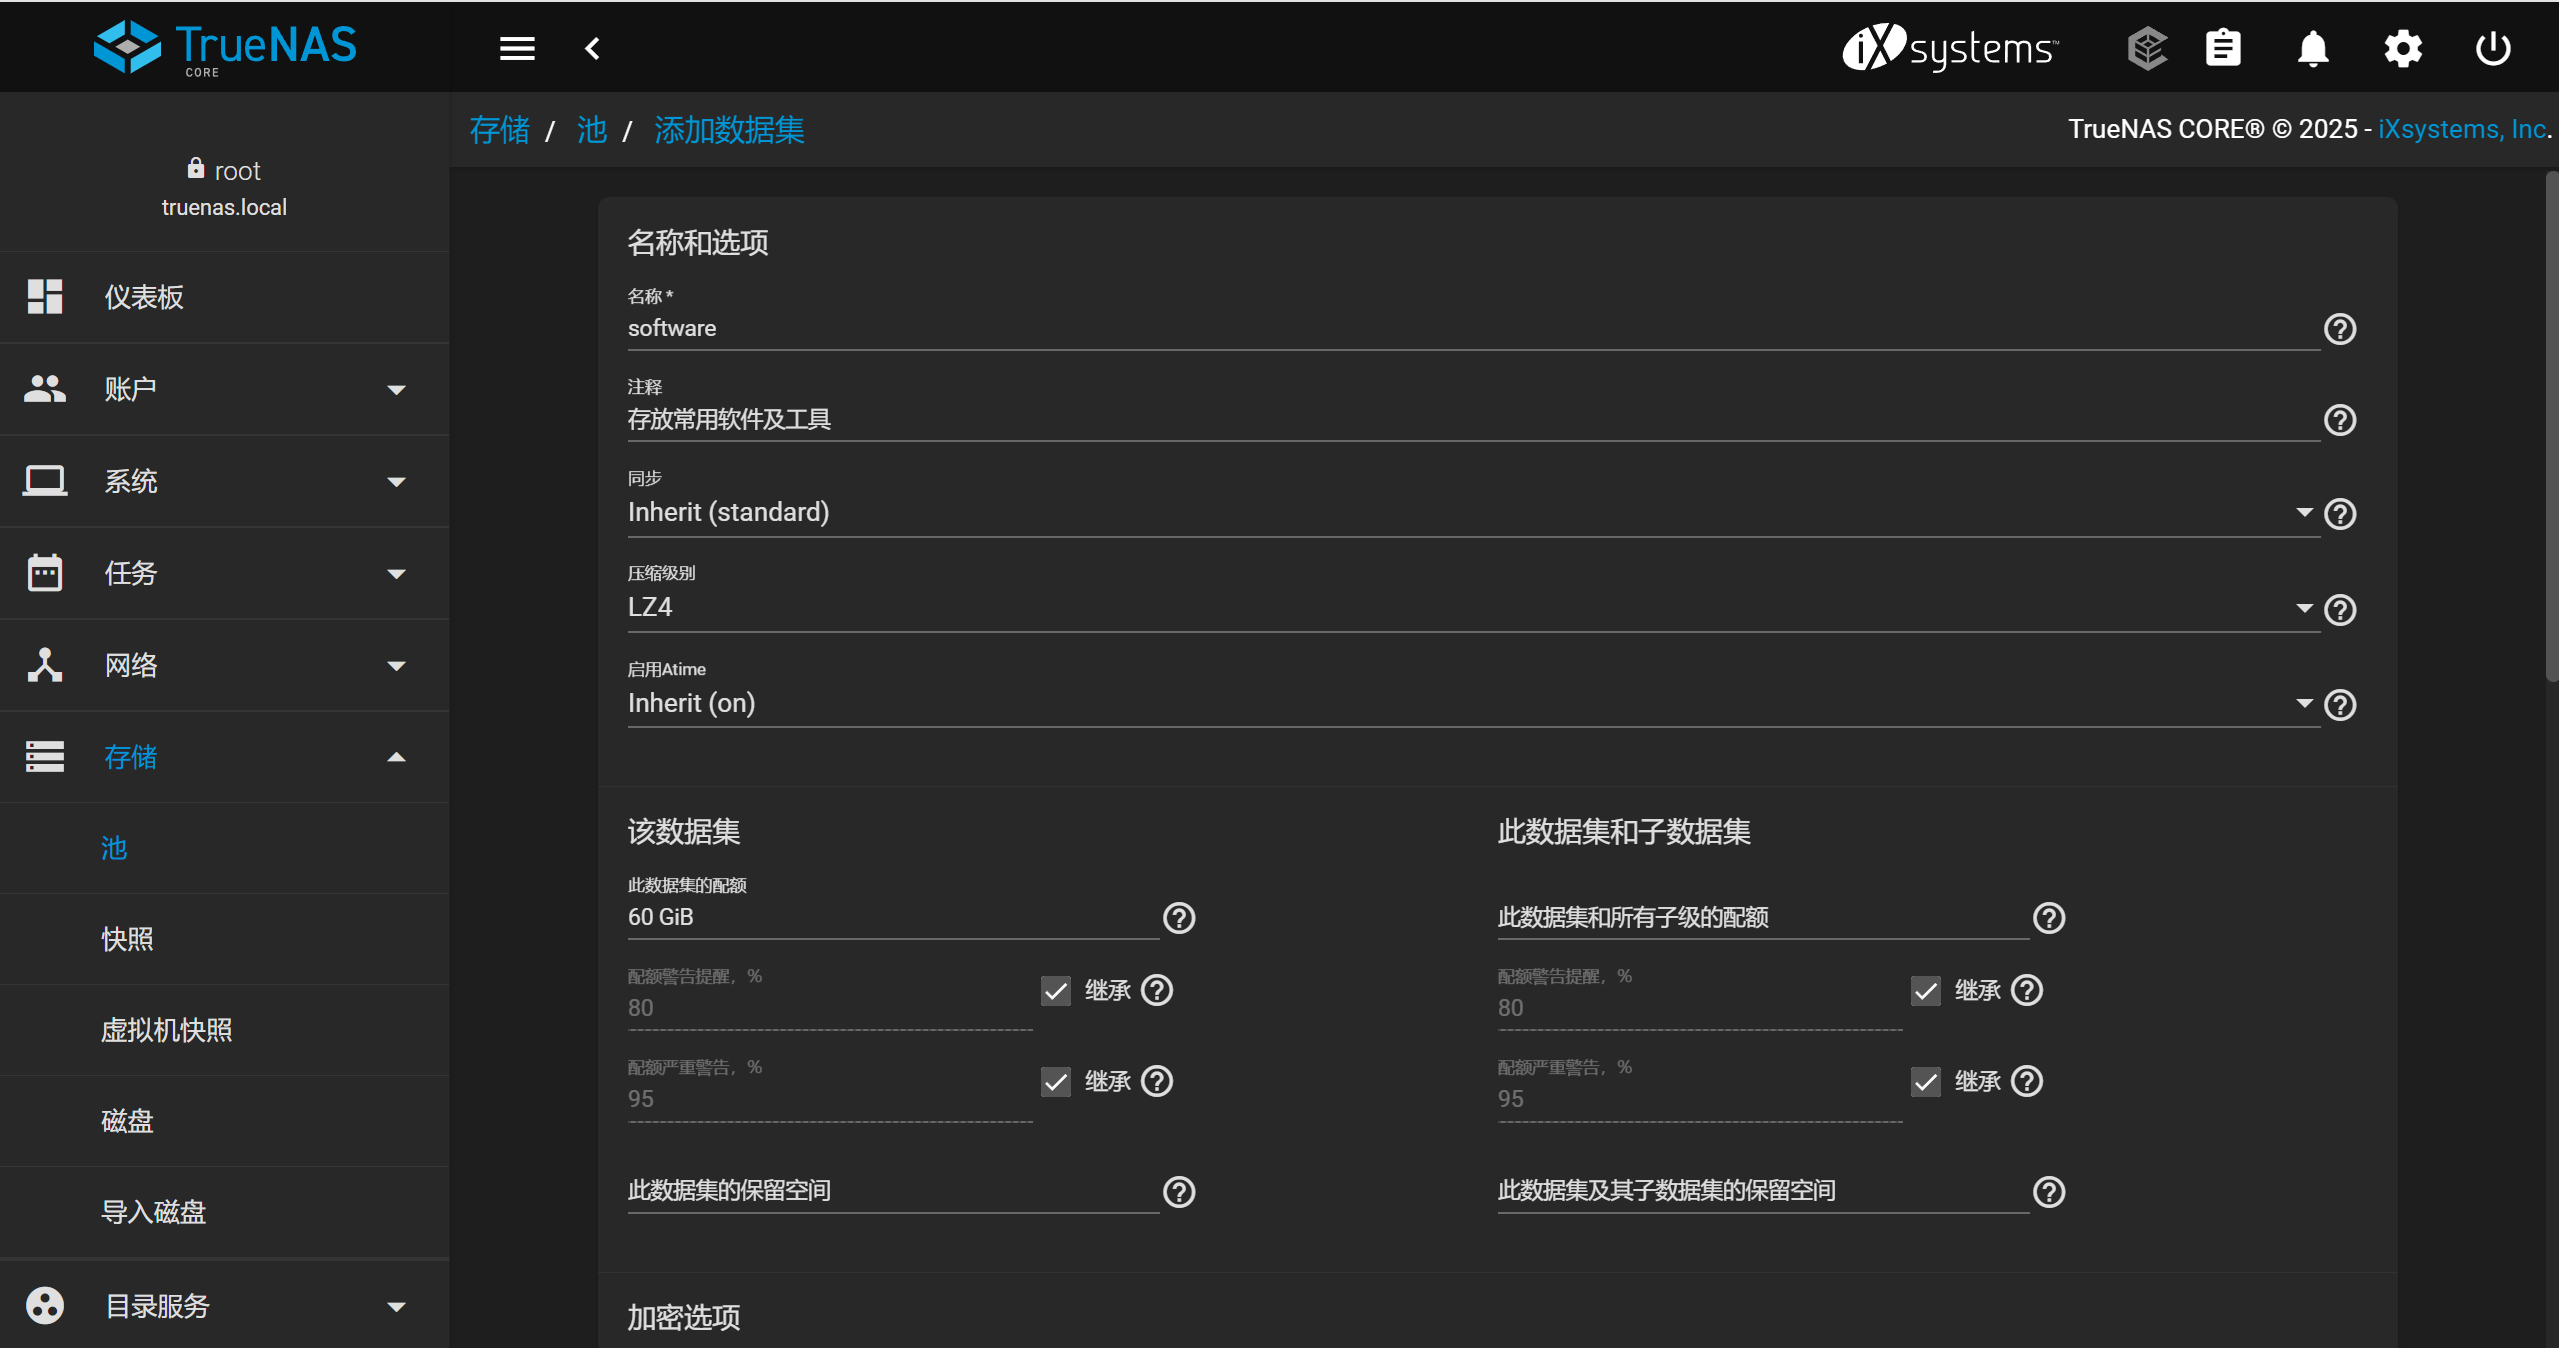 TrueNAS
CORE
iXsystems™
存储 / 池 / 添加数据集
TrueNAS CORE® © 2025 - iXsystems, Inc.
root
truenas.local
仪表板
账户
系统
任务
网络
存储
池
快照
虚拟机快照
磁盘
导入磁盘
目录服务
名称和选项
名称 *
software
注释
存放常用软件及工具
同步
Inherit (standard)
压缩级别
LZ4
启用Atime
Inherit (on)
该数据集
此数据集的配额
60 GiB
配额警告提醒，%
80
继承
配额严重警告，%
95
继承
此数据集的保留空间
此数据集和子数据集
此数据集和所有子级的配额
配额警告提醒，%
80
继承
配额严重警告，%
95
继承
此数据集及其子数据集的保留空间
加密选项